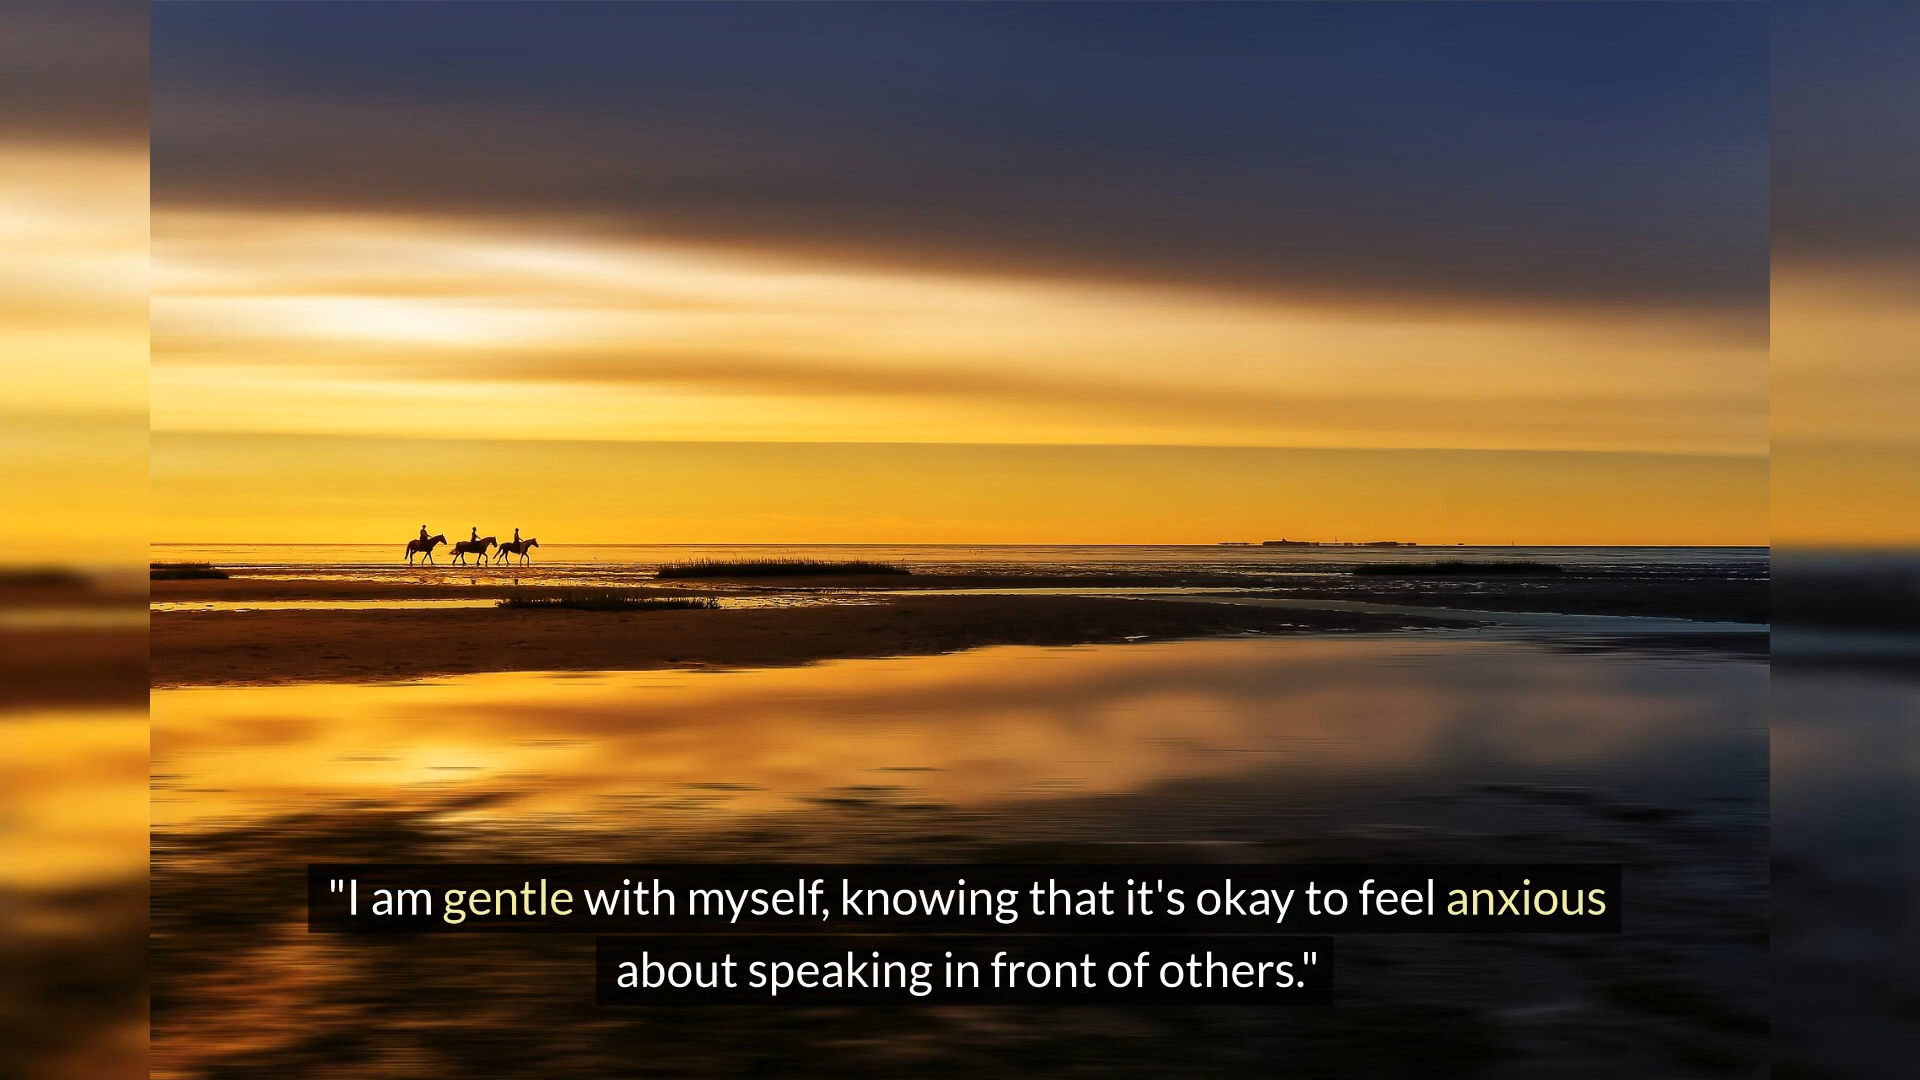 "I am gentle with myself, knowing that it's okay to feel anxious
about speaking in front of others."